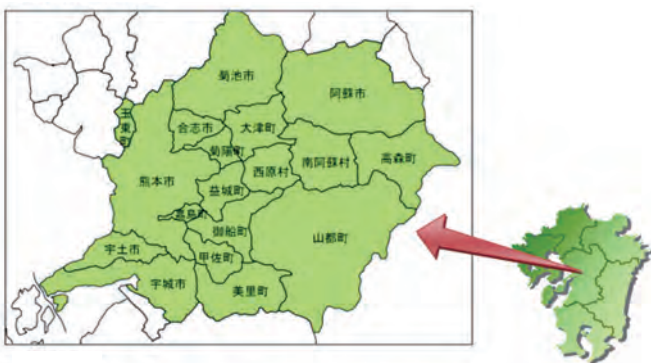 菊池市
阿蘇市
玉東町
合志市
大津町
菊陽町
熊本市
西原村
南阿蘇村
高森町
益城町
嘉島町
御船町
山都町
宇土市
甲佐町
宇城市
美里町